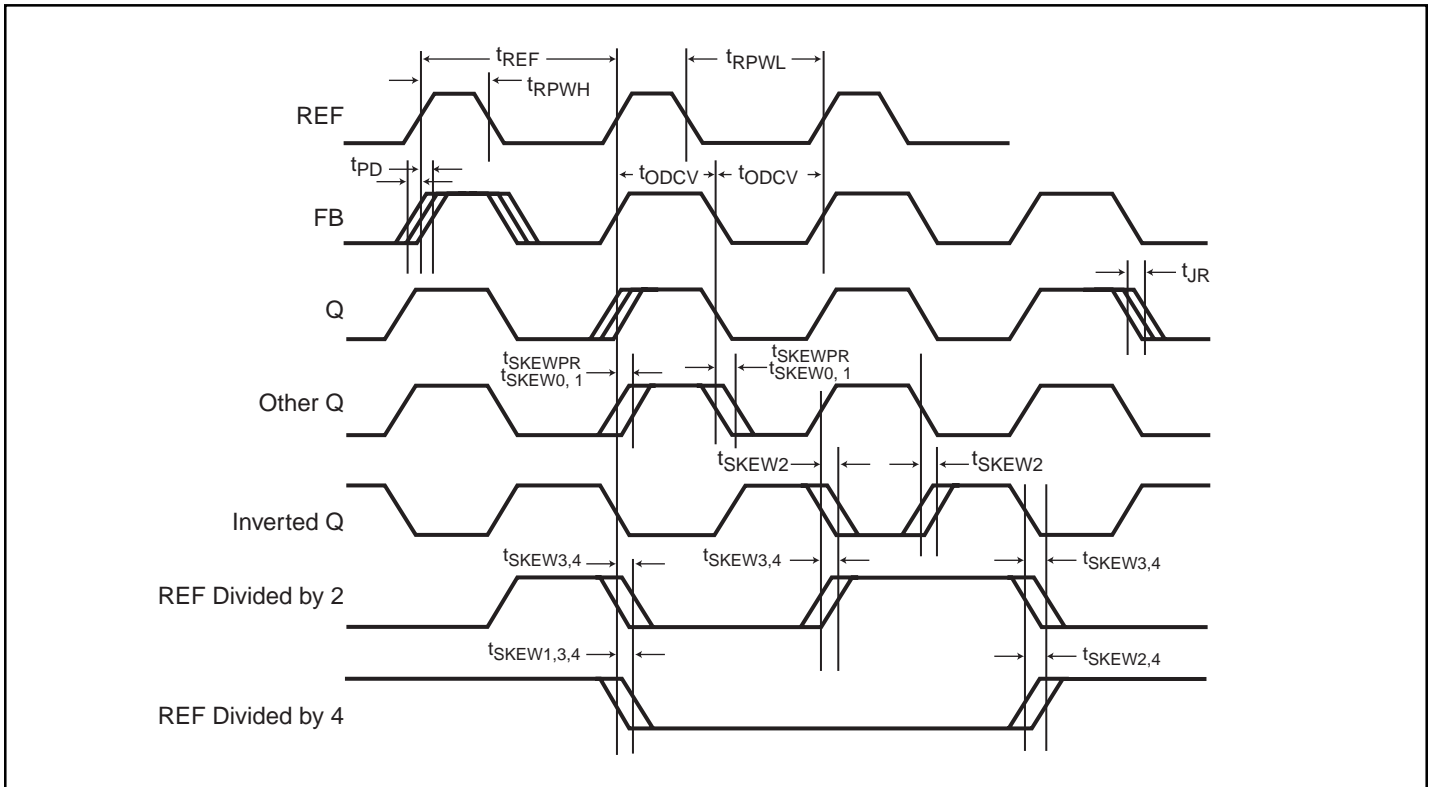 tREF
tRPWL
tRPWH
REF
tPD
tODCV
tODCV
FB
tJR
Q
tSKEWPR
tSKEW0, 1
tSKEWPR
tSKEW0, 1
Other Q
tSKEW2
tSKEW2
Inverted Q
tSKEW3,4
tSKEW3,4
tSKEW3,4
REF Divided by 2
tSKEW1,3,4
tSKEW2,4
REF Divided by 4